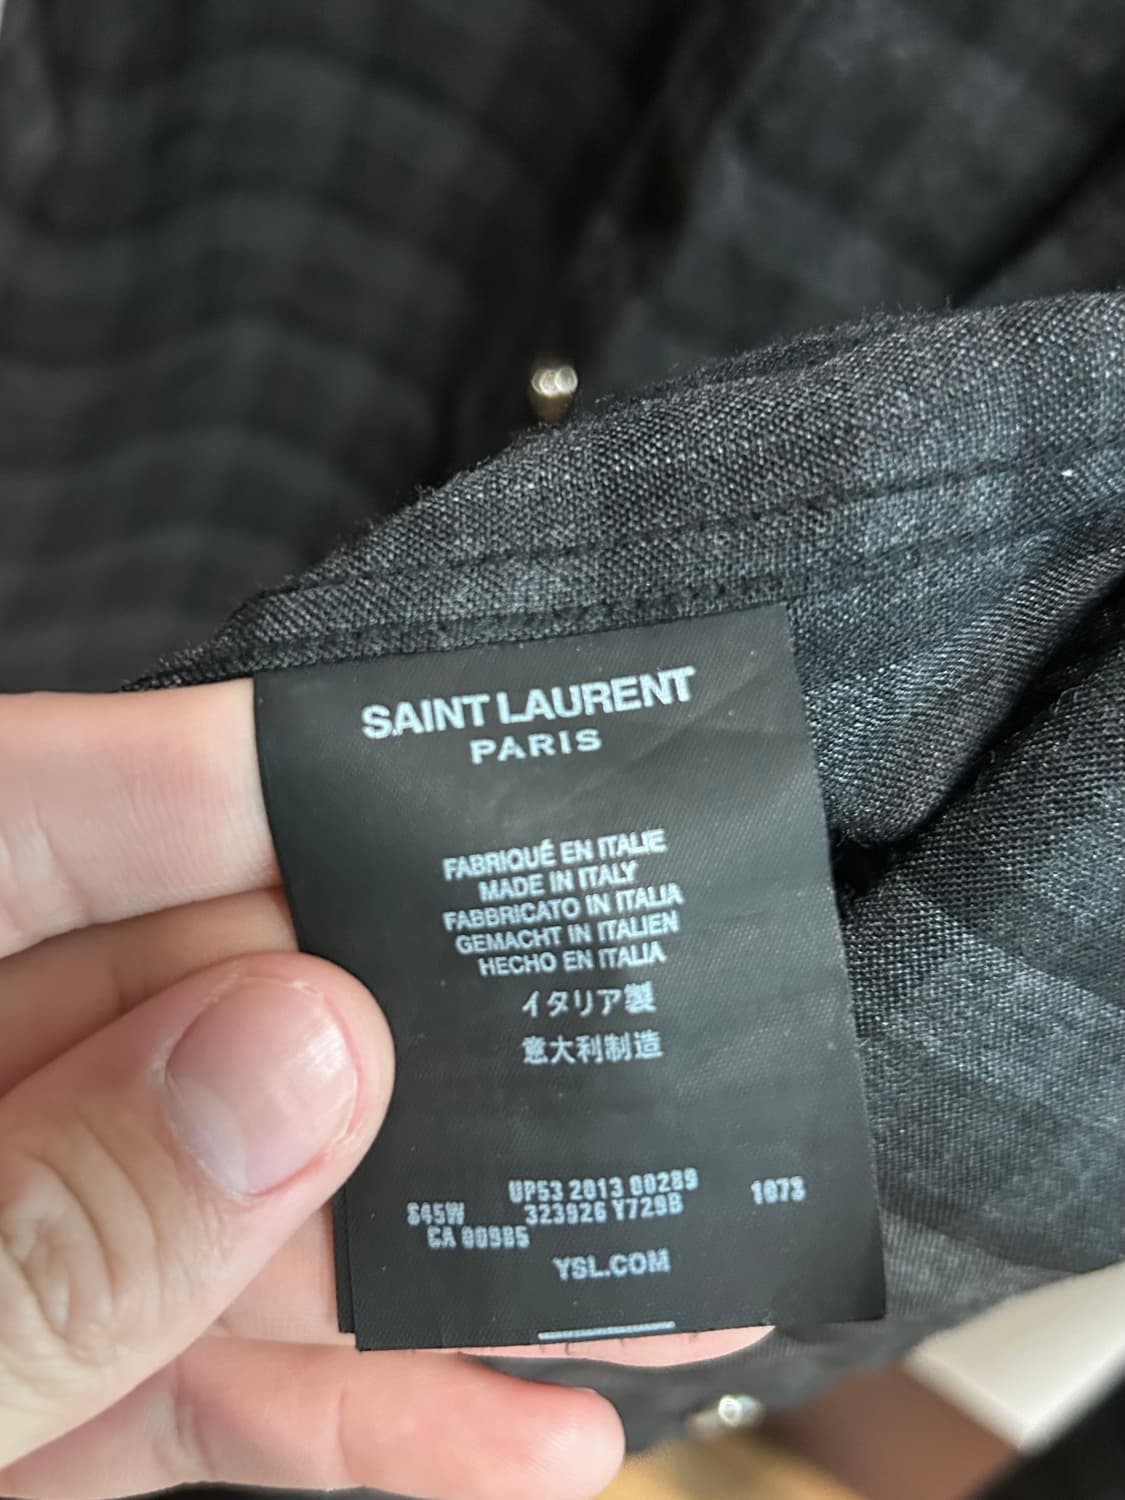 SAINT LAURENT
PARIS
FABRIQUÉ EN ITALIE
MADE IN ITALY
FABBRICATO IN ITALIA
GEMACHT IN ITALIEN
HECHO EN ITALIA
イタリア製
意大利制造
UP53 2013 00289
S45W 323926 Y729B 107S
CA 00985
YSL.COM